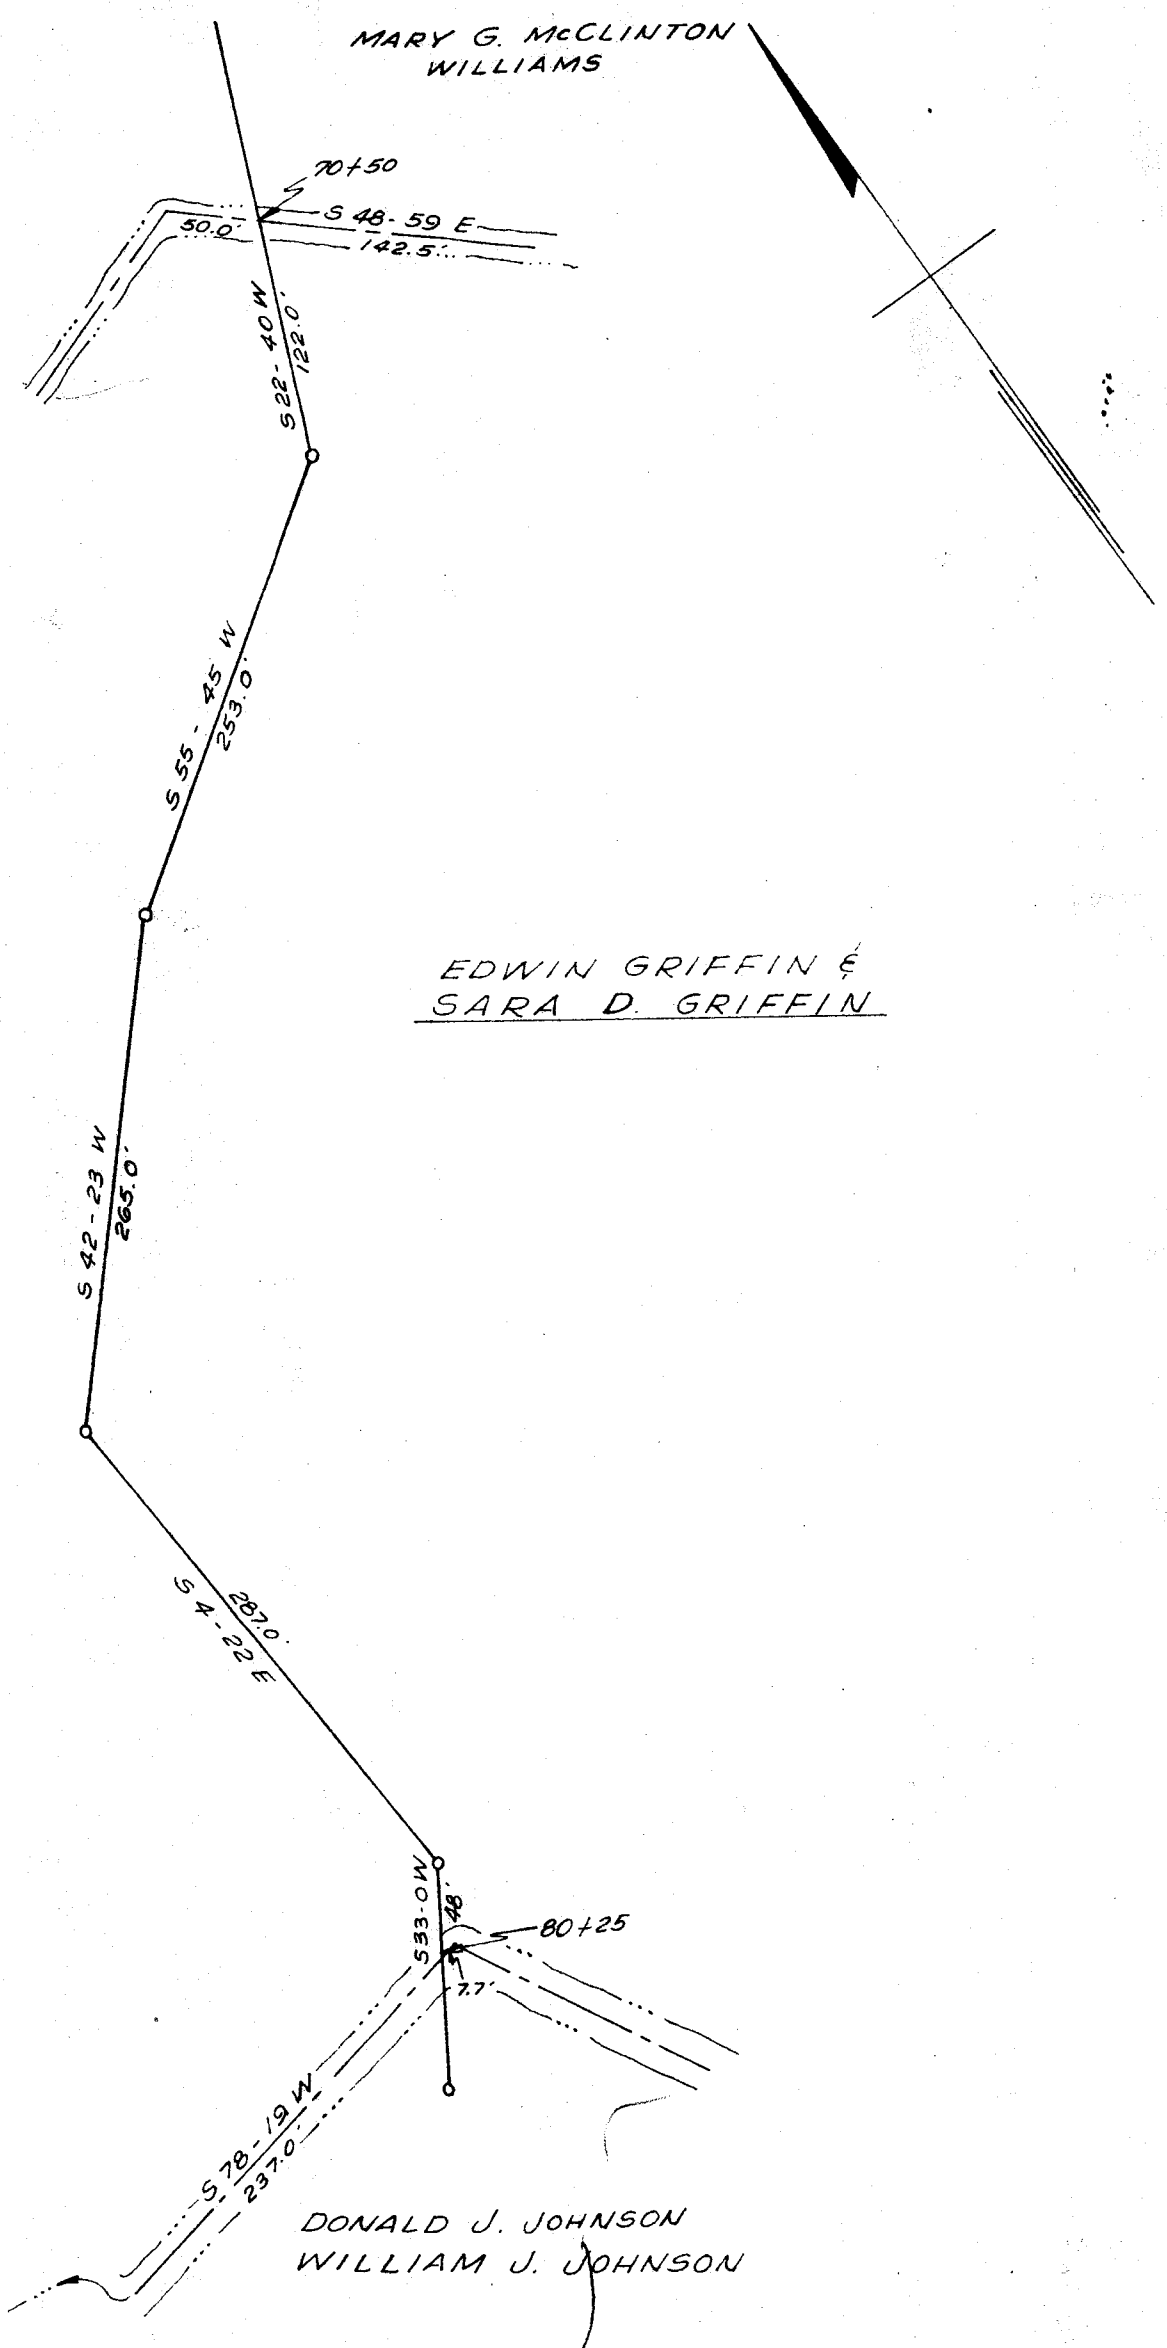 MARY G. McCLINTON
WILLIAMS
70+50
S 48-59 E
50.0'
142.5'
S 22-40 W
122.0'
S 55-45 W
253.0'
EDWIN GRIFFIN &
SARA D. GRIFFIN
S 42-23 W
265.0'
287.0'
S 4-22 E
S33-0W
48'
80+25
7.7'
S 78-19 W
237.0'
DONALD J. JOHNSON
WILLIAM J. JOHNSON